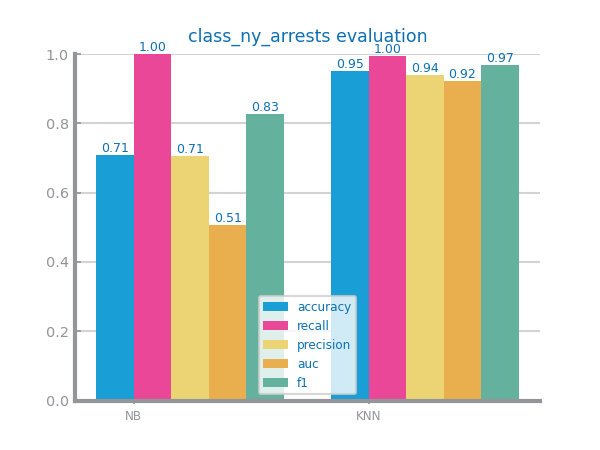 class_ny_arrests evaluation
1.0
0.8
0.6
0.4
0.2
0.0
0.71
1.00
0.71
0.51
0.83
0.95
1.00
0.94
0.92
0.97
accuracy
recall
precision
auc
f1
NB
KNN